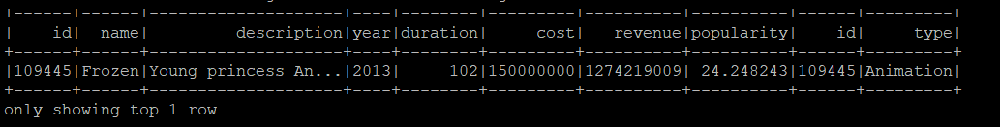 +------+------+--------------------+----+--------+---------+----------+----------+------+---------+
|    id|  name|         description|year|duration|     cost|   revenue|popularity|    id|     type|
+------+------+--------------------+----+--------+---------+----------+----------+------+---------+
|109445|Frozen|Young princess An...|2013|     102|150000000|1274219009| 24.248243|109445|Animation|
+------+------+--------------------+----+--------+---------+----------+----------+------+---------+
only showing top 1 row